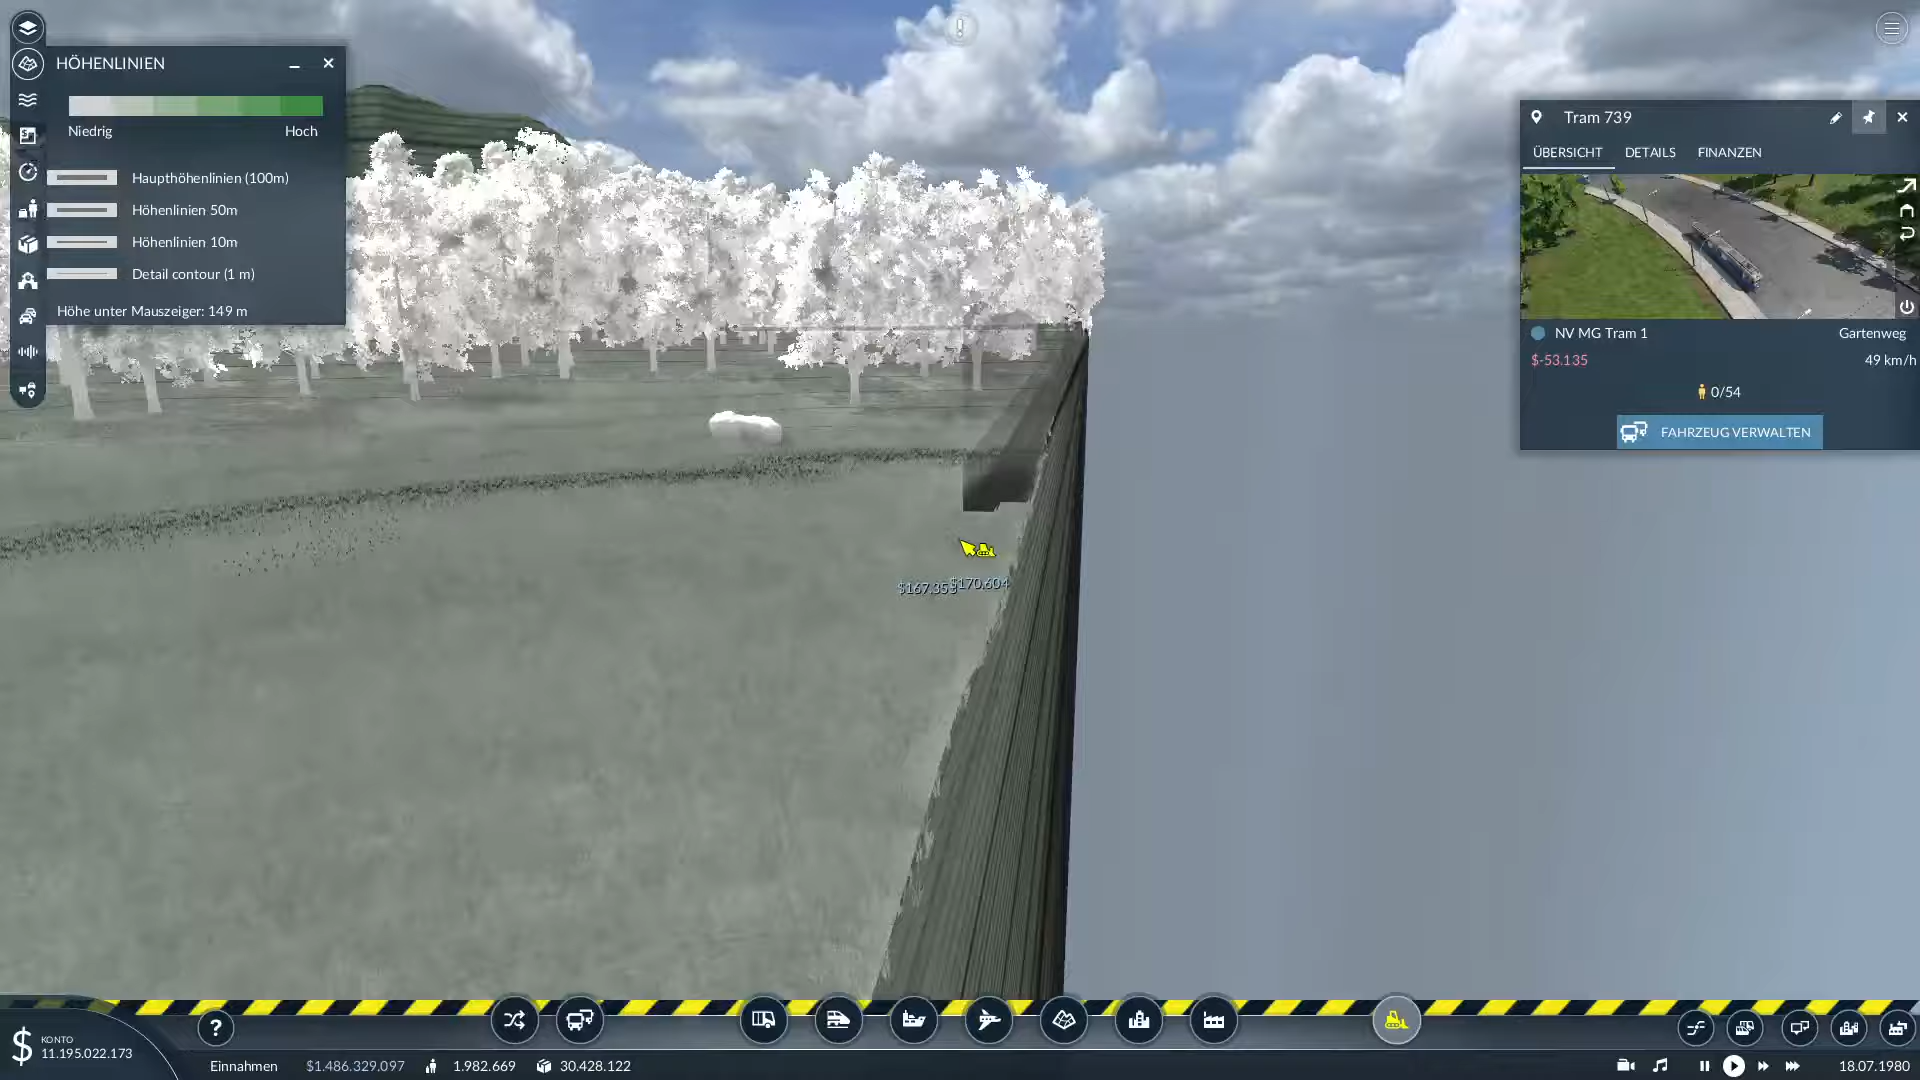 HÖHENLINIEN
Niedrig
Hoch
Haupthöhenlinien (100m)
Höhenlinien 50m
Höhenlinien 10m
Detail contour (1 m)
Höhe unter Mauszeiger: 149 m
Tram 739
ÜBERSICHT
DETAILS
FINANZEN
NV MG Tram 1
Gartenweg
$-53.135
49 km/h
0/54
FAHRZEUG VERWALTEN
$170.604
?
$
KONTO
11.195.022.173
Einnahmen
$1.486.329.097
1.982.669
30.428.122
18.07.1980